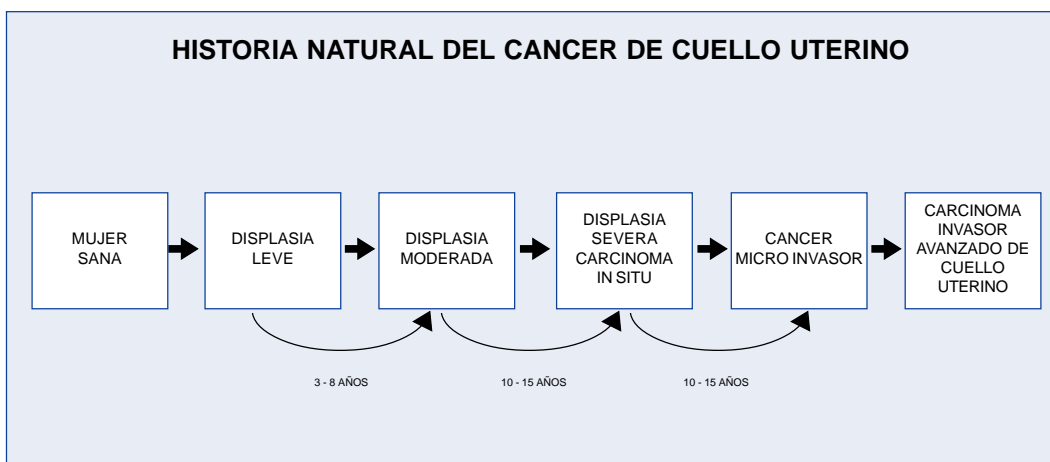 HISTORIA NATURAL DEL CANCER DE CUELLO UTERINO
MUJER
SANA
DISPLASIA
LEVE
DISPLASIA
MODERADA
DISPLASIA
SEVERA
CARCINOMA
IN SITU
CANCER
MICRO INVASOR
CARCINOMA
INVASOR
AVANZADO DE
CUELLO
UTERINO
3 - 8 AÑOS
10 - 15 AÑOS
10 - 15 AÑOS